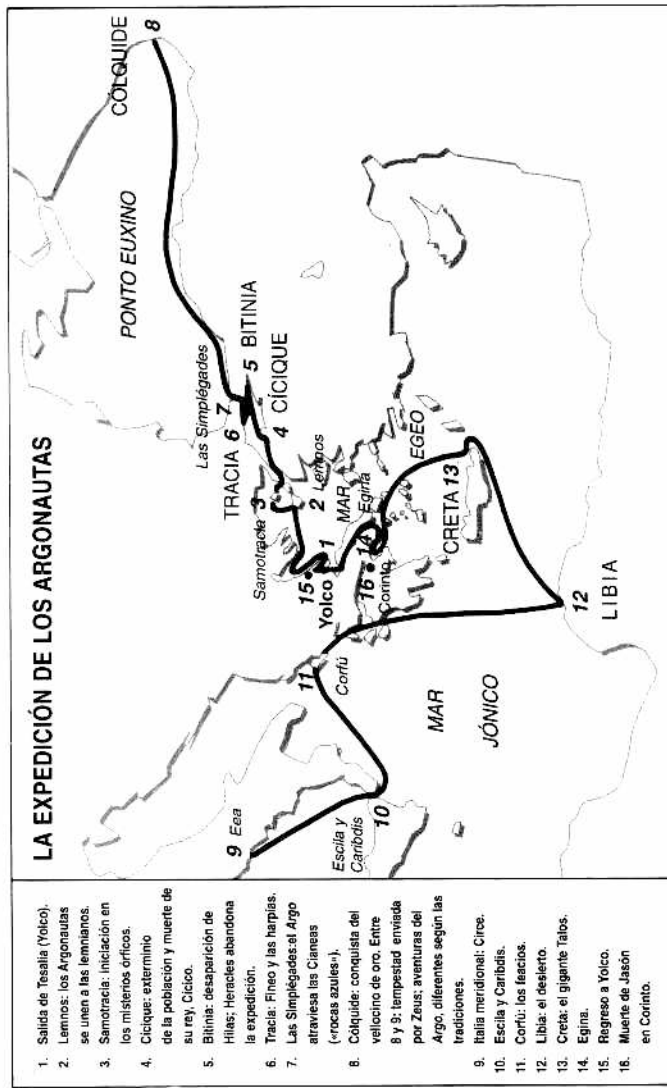 LA EXPEDICIÓN DE LOS ARGONAUTAS
1. Salida de Tesalia (Yolco).
2. Lemnos: los Argonautas
se unen a las lemnianos.
3. Samotracia: iniciación en
los misterios órficos.
4. Cícique: exterminio
de la población y muerte de
su rey, Cícico.
5. Bitinia: desaparición de
Hilas; Heracles abandona
la expedición.
6. Tracia: Fineo y las harpías.
7. Las Simplégades:el Argo
atraviesa las Cianeas
(«rocas azules»).
8. Cólquide: conquista del
vellocino de oro. Entre
8 y 9: tempestad enviada
por Zeus; aventuras del
Argo, diferentes según las
tradiciones.
9. Italia meridional: Circe.
10. Escila y Caribdis.
11. Corfú: los feacios.
12. Libia: el desierto.
13. Creta: el gigante Talos.
14. Egina.
15. Regreso a Yolco.
16. Muerte de Jasón
en Corinto.
8
CÓLQUIDE
PONTO EUXINO
Las Simplégades
7
5 BITINIA
TRACIA 6
4 CÍCIQUE
Samotracia 3
2 Lemnos
MAR
EGEO
Egina
15
1
Yolco
14
16
Corinto
CRETA 13
11
Corfú
9 Eea
Escila y
Caribdis
10
MAR
JÓNICO
12
LIBIA